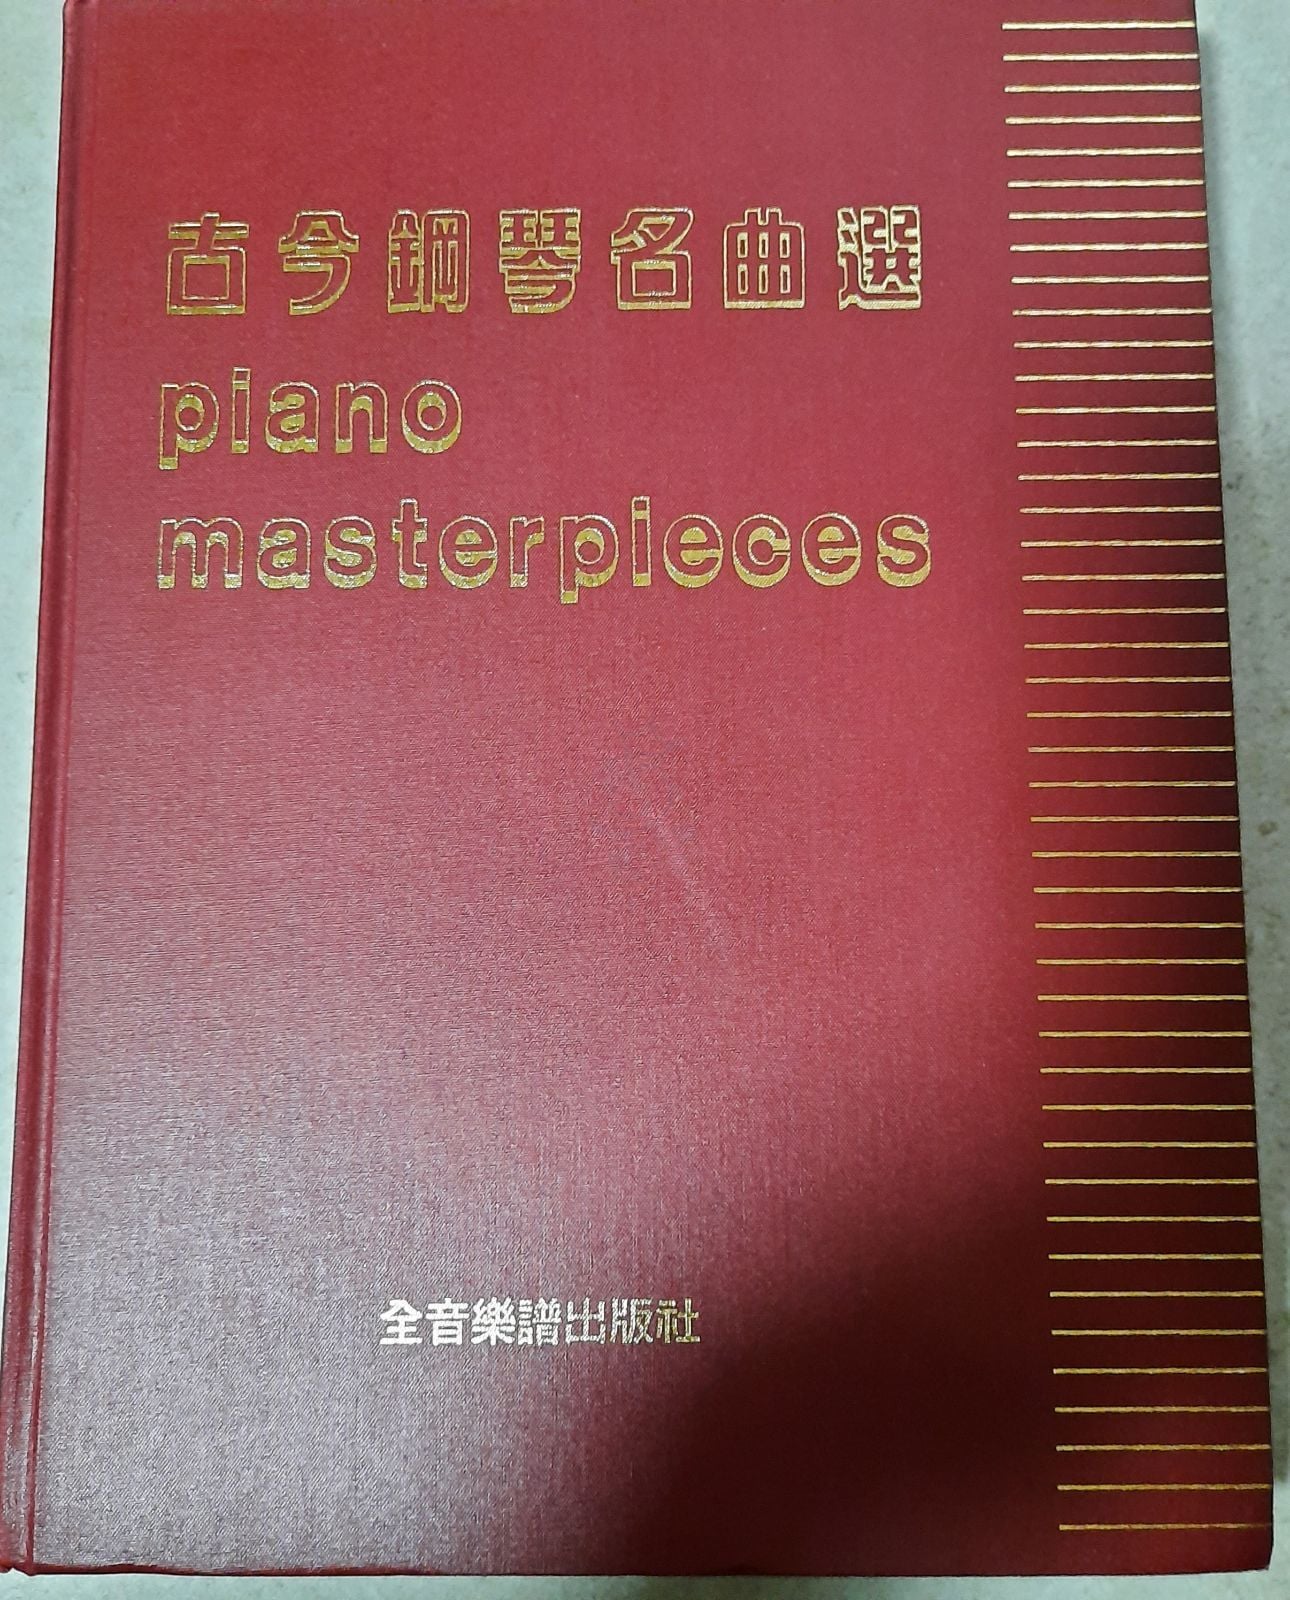 古今鋼琴名曲選
piano
masterpieces
全音樂譜出版社